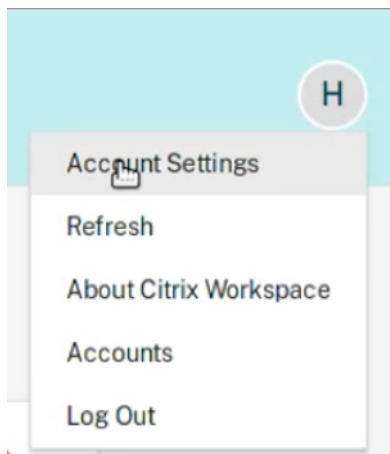 H
Account Settings
Refresh
About Citrix Workspace
Accounts
Log Out